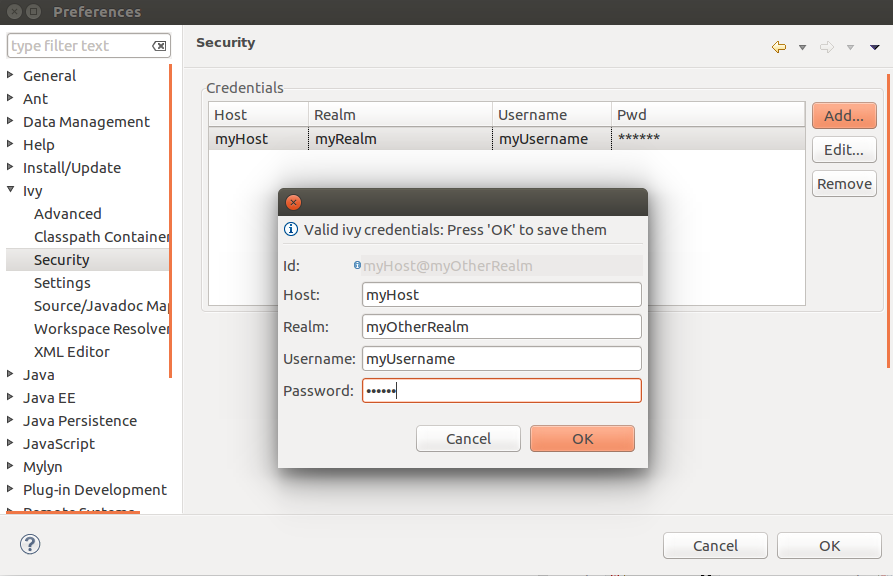 Preferences
type filter text
General
Ant
Data Management
Help
Install/Update
Ivy
Advanced
Classpath Container
Security
Settings
Source/Javadoc Ma
Workspace Resolver
XML Editor
Java
Java EE
Java Persistence
JavaScript
Mylyn
Plug-in Development
Remote Systems
Security
Credentials
Host Realm Username Pwd
myHost myRealm myUsername ******
Add...
Edit...
Remove
Valid ivy credentials: Press 'OK' to save them
Id: myHost@myOtherRealm
Host: myHost
Realm: myOtherRealm
Username: myUsername
Password: ••••••
Cancel OK
?
Cancel OK